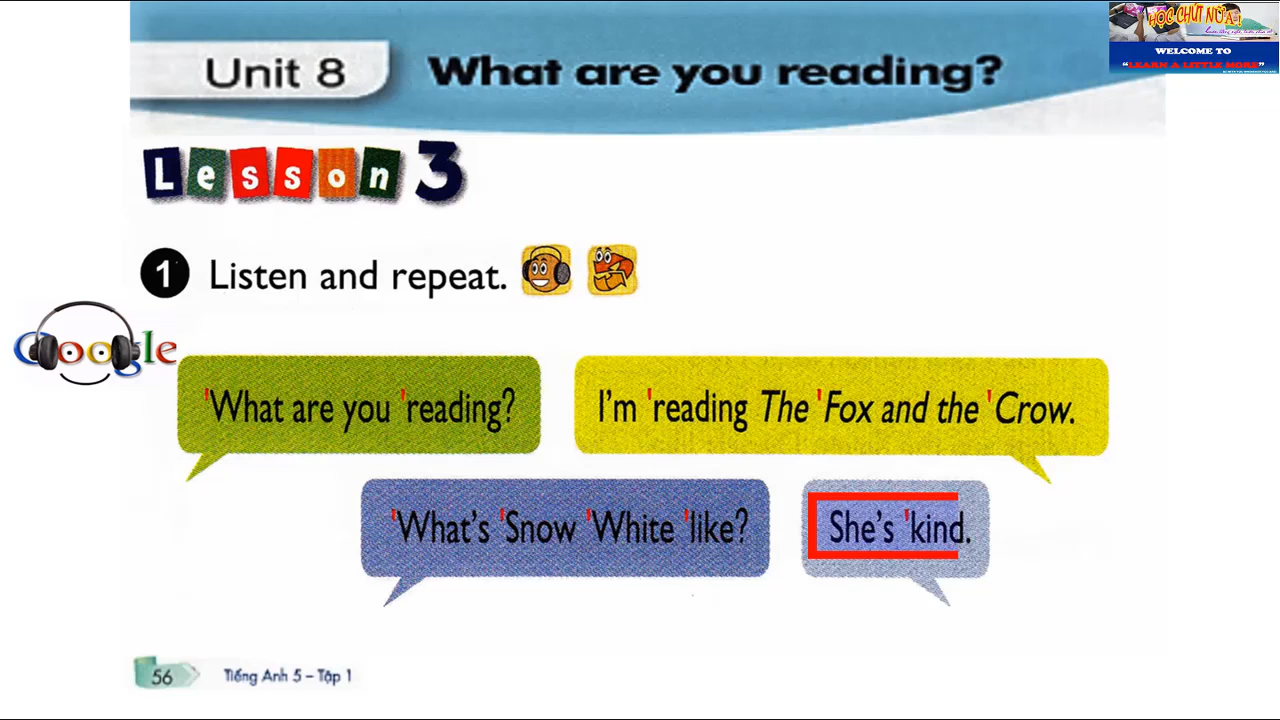 HỌC CHÚT NỮA!
WELCOME TO
"LEARN A LITTLE MORE"
Unit 8 What are you reading?
Lesson 3
1 Listen and repeat.
Google
'What are you 'reading?
I'm 'reading The 'Fox and the 'Crow.
'What's 'Snow 'White 'like?
She's 'kind.
56 Tiếng Anh 5 – Tập 1